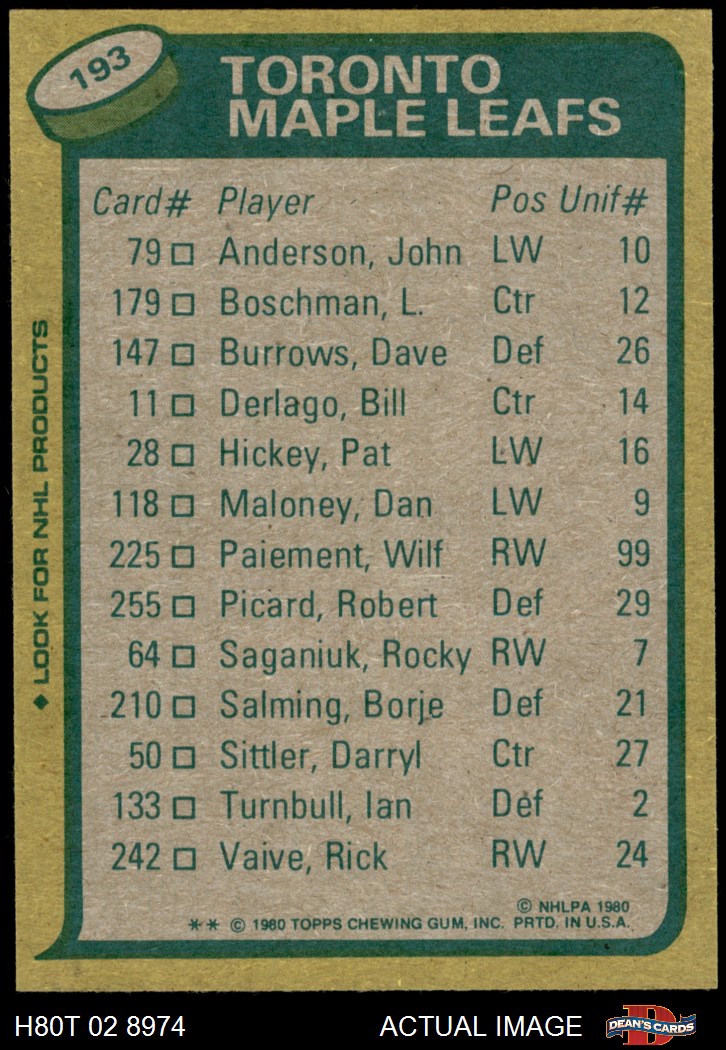 193
TORONTO
MAPLE LEAFS
Card# Player Pos Unif#
79 □ Anderson, John LW 10
179 □ Boschman, L. Ctr 12
147 □ Burrows, Dave Def 26
11 □ Derlago, Bill Ctr 14
28 □ Hickey, Pat LW 16
118 □ Maloney, Dan LW 9
225 □ Paiement, Wilf RW 99
255 □ Picard, Robert Def 29
64 □ Saganiuk, Rocky RW 7
210 □ Salming, Borje Def 21
50 □ Sittler, Darryl Ctr 27
133 □ Turnbull, Ian Def 2
242 □ Vaive, Rick RW 24
© NHLPA 1980
** © 1980 TOPPS CHEWING GUM, INC. PRTD. IN U.S.A.
◆ LOOK FOR NHL PRODUCTS
H80T 02 8974 ACTUAL IMAGE
D
DEAN'S CARDS